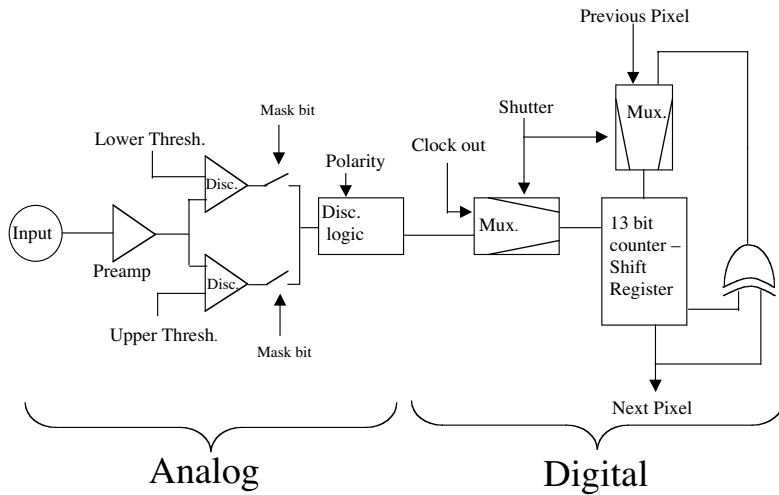 Previous Pixel
Mask bit
Shutter
Mux.
Lower Thresh.
Clock out
Polarity
Disc.
Input
Disc.
logic
Mux.
13 bit
counter –
Shift
Register
Preamp
Disc.
Upper Thresh.
Mask bit
Next Pixel
Analog
Digital